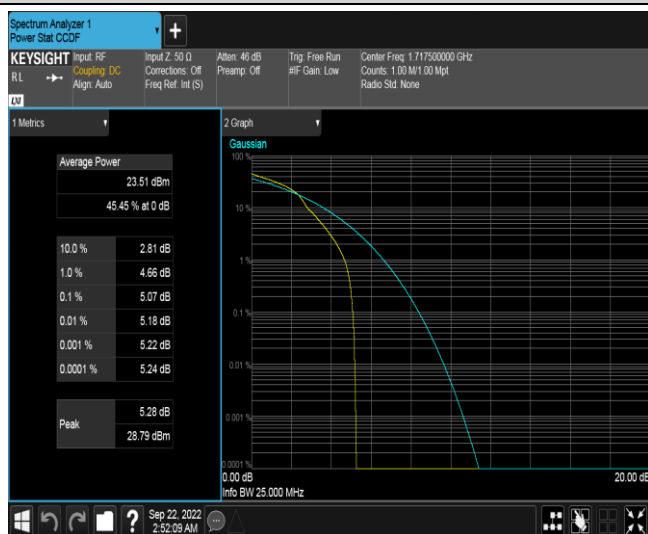 Spectrum Analyzer 1
Power Stat CCDF
+
KEYSIGHT Input: RF Input Z: 50 Ω Atten: 46 dB Trig: Free Run Center Freq: 1.717500000 GHz
RL Coupling: DC Corrections: Off Preamp: Off #IF Gain: Low Counts: 1.00 M/1.00 Mpt
Align: Auto Freq Ref: Int (S) Radio Std: None
LXI
1 Metrics
Average Power
23.51 dBm
45.45 % at 0 dB
10.0 % 2.81 dB
1.0 % 4.66 dB
0.1 % 5.07 dB
0.01 % 5.18 dB
0.001 % 5.22 dB
0.0001 % 5.24 dB
Peak 5.28 dB
28.79 dBm
2 Graph
Gaussian
100 %
10 %
1 %
0.1 %
0.01 %
0.001 %
0.0001 %
0.00 dB 20.00 dB
Info BW 25.000 MHz
? Sep 22, 2022
2:52:09 AM